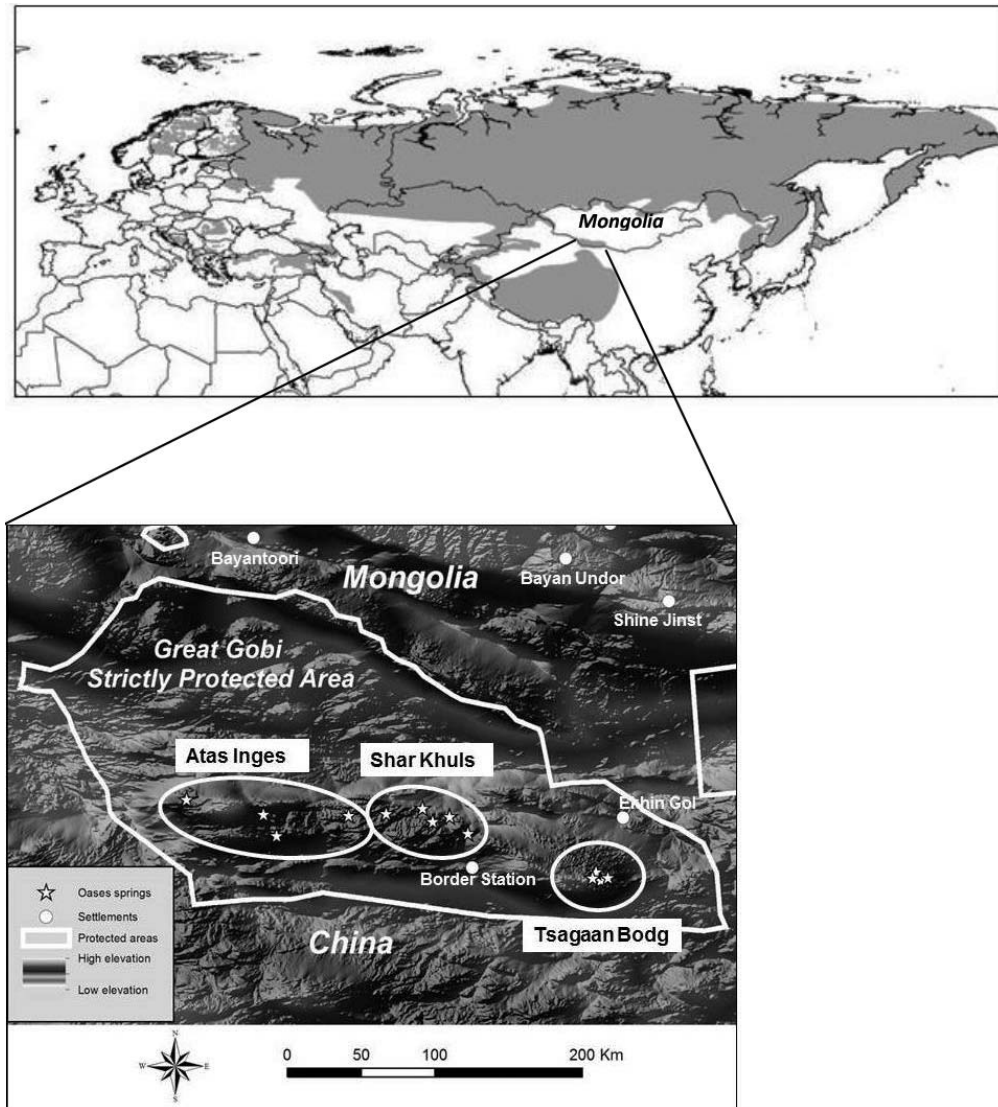 Mongolia
Bayantoori
Mongolia
Bayan Undor
Shine Jinst
Great Gobi
Strictly Protected Area
Atas Inges
Shar Khuls
Ekhin Gol
Border Station
Tsagaan Bodg
China
Oases springs
Settlements
Protected areas
High elevation
Low elevation
N
W E
S
0 50 100 200 Km